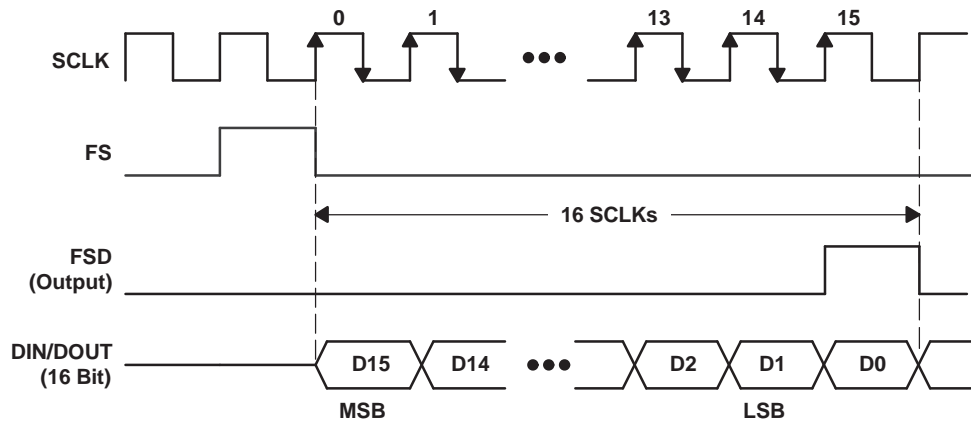 0 1 13 14 15
SCLK
FS
16 SCLKs
FSD
(Output)
DIN/DOUT
(16 Bit)
D15 D14 D2 D1 D0
MSB LSB